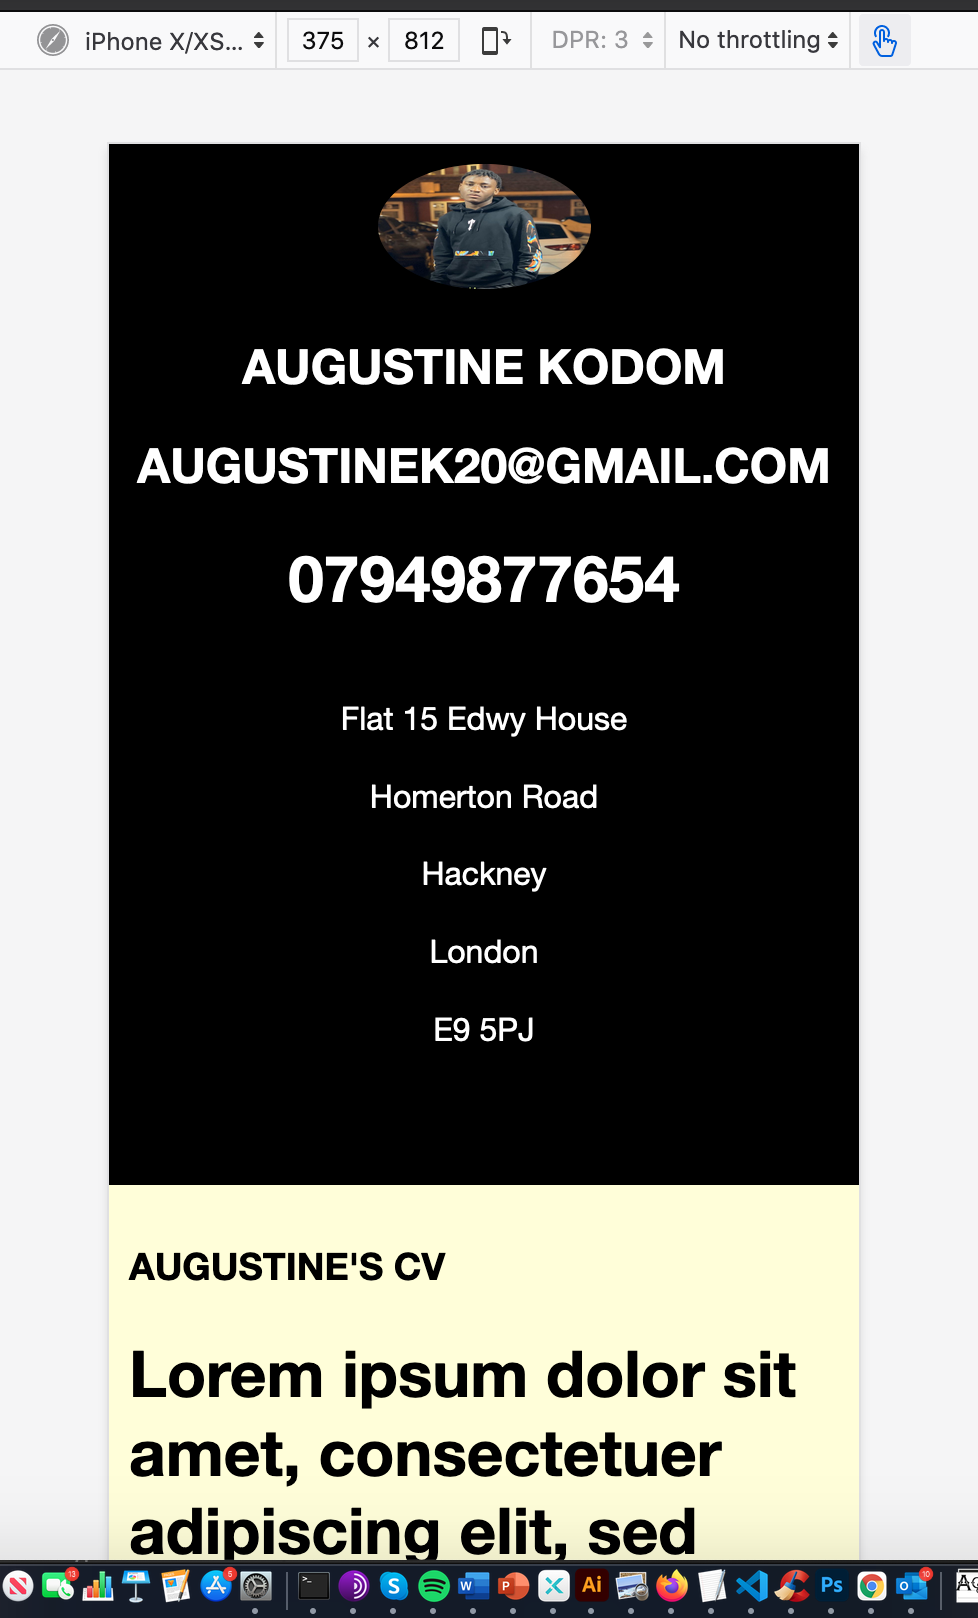 iPhone X/XS...
375 × 812
DPR: 3
No throttling
AUGUSTINE KODOM
AUGUSTINEK20@GMAIL.COM
07949877654
Flat 15 Edwy House
Homerton Road
Hackney
London
E9 5PJ
AUGUSTINE'S CV
Lorem ipsum dolor sit
amet, consectetuer
adipiscing elit, sed
13
5
W
P
X
Ai
Ps
10